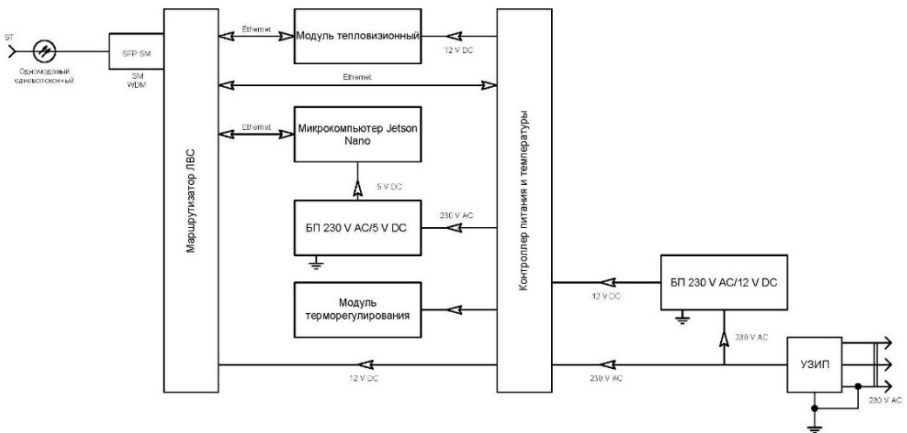 ST
Одномодовый
одноволоконный
SFP SM
SM
WDM
Маршрутизатор ЛВС
Ethernet
Модуль тепловизионный
12 V DC
Ethernet
Ethernet
Микрокомпьютер Jetson
Nano
5 V DC
БП 230 V AC/5 V DC
230 V AC
Модуль
терморегулирования
12 V DC
Контроллер питания и температуры
12 V DC
БП 230 V AC/12 V DC
230 V AC
230 V AC
УЗИП
230 V AC